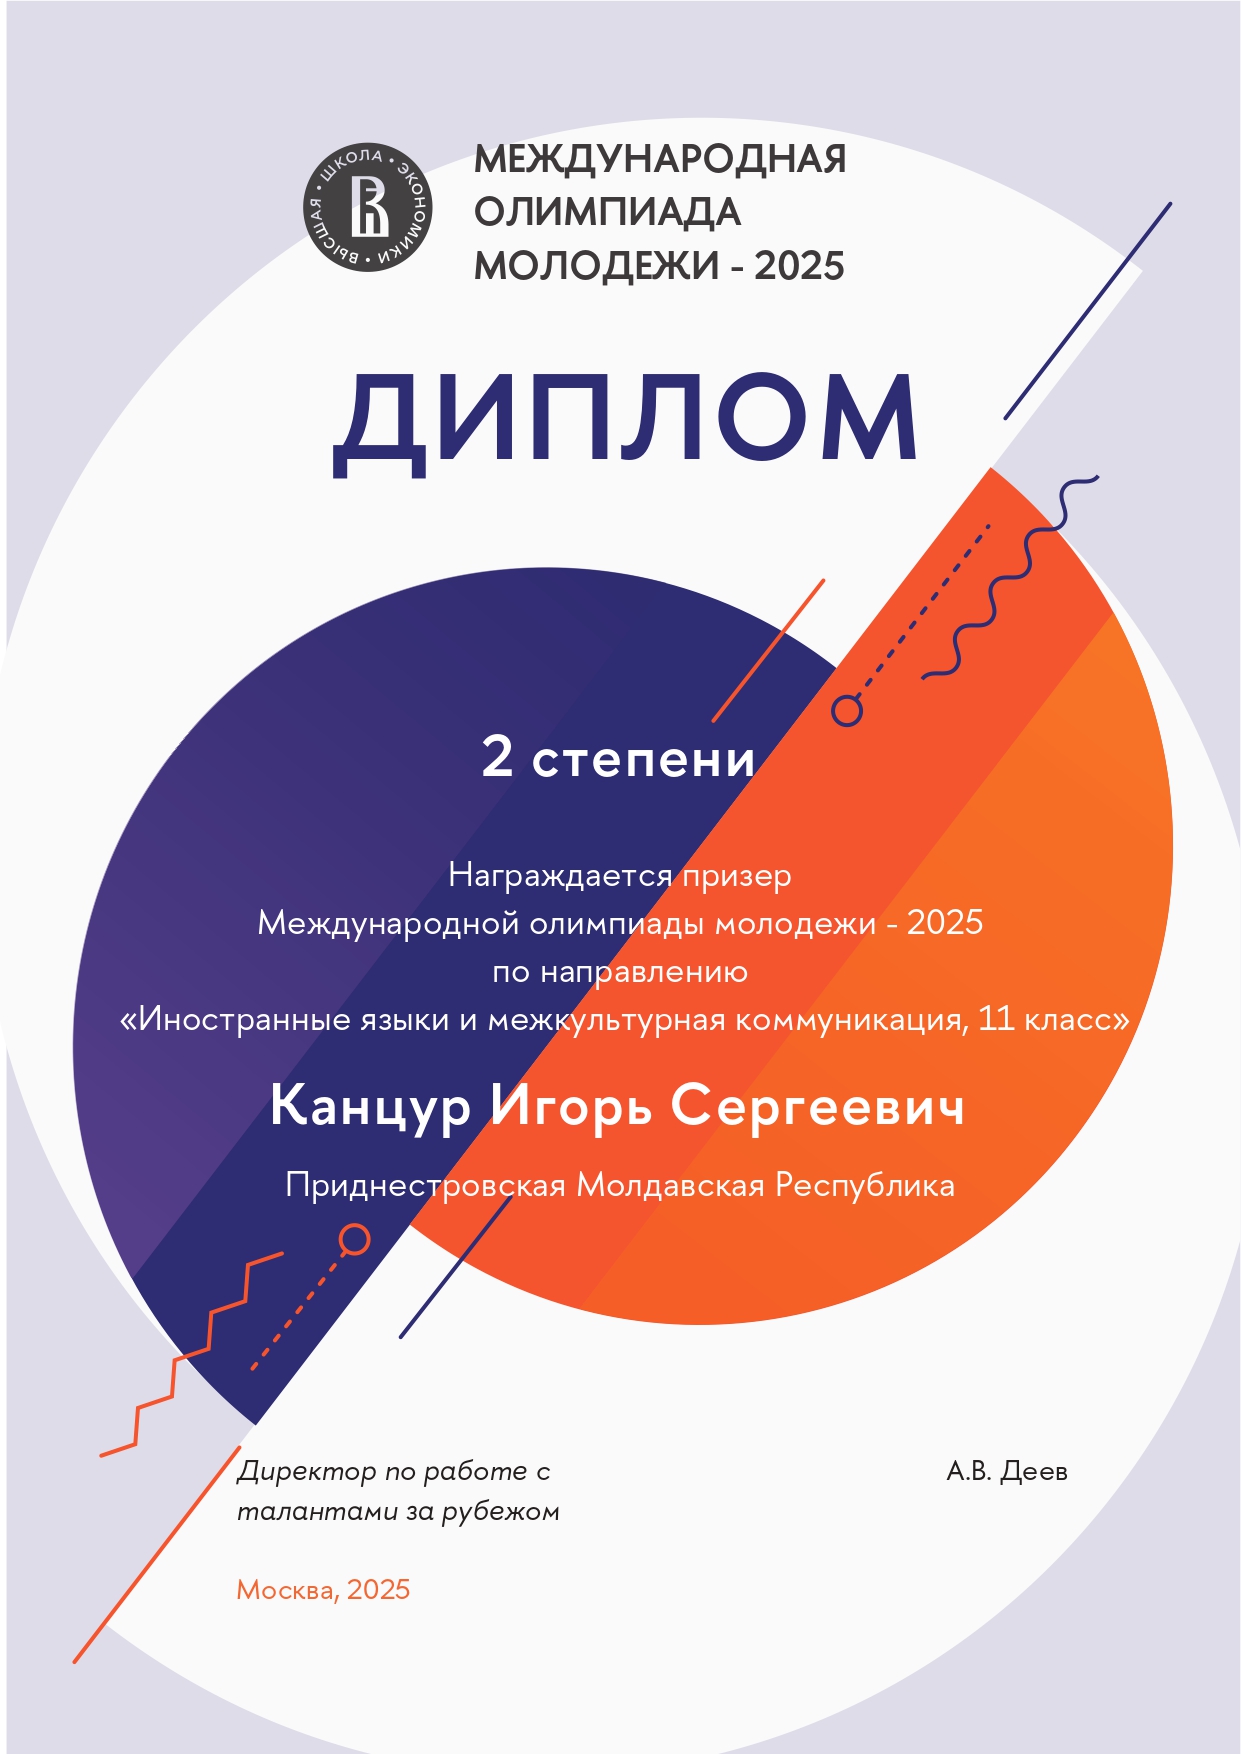 ВЫСШАЯ • ШКОЛА • ЭКОНОМИКИ •
МЕЖДУНАРОДНАЯ
ОЛИМПИАДА
МОЛОДЕЖИ - 2025
ДИПЛОМ
2 степени
Награждается призер
Международной олимпиады молодежи - 2025
по направлению
«Иностранные языки и межкультурная коммуникация, 11 класс»
Канцур Игорь Сергеевич
Приднестровская Молдавская Республика
Директор по работе с
талантами за рубежом
А.В. Деев
Москва, 2025